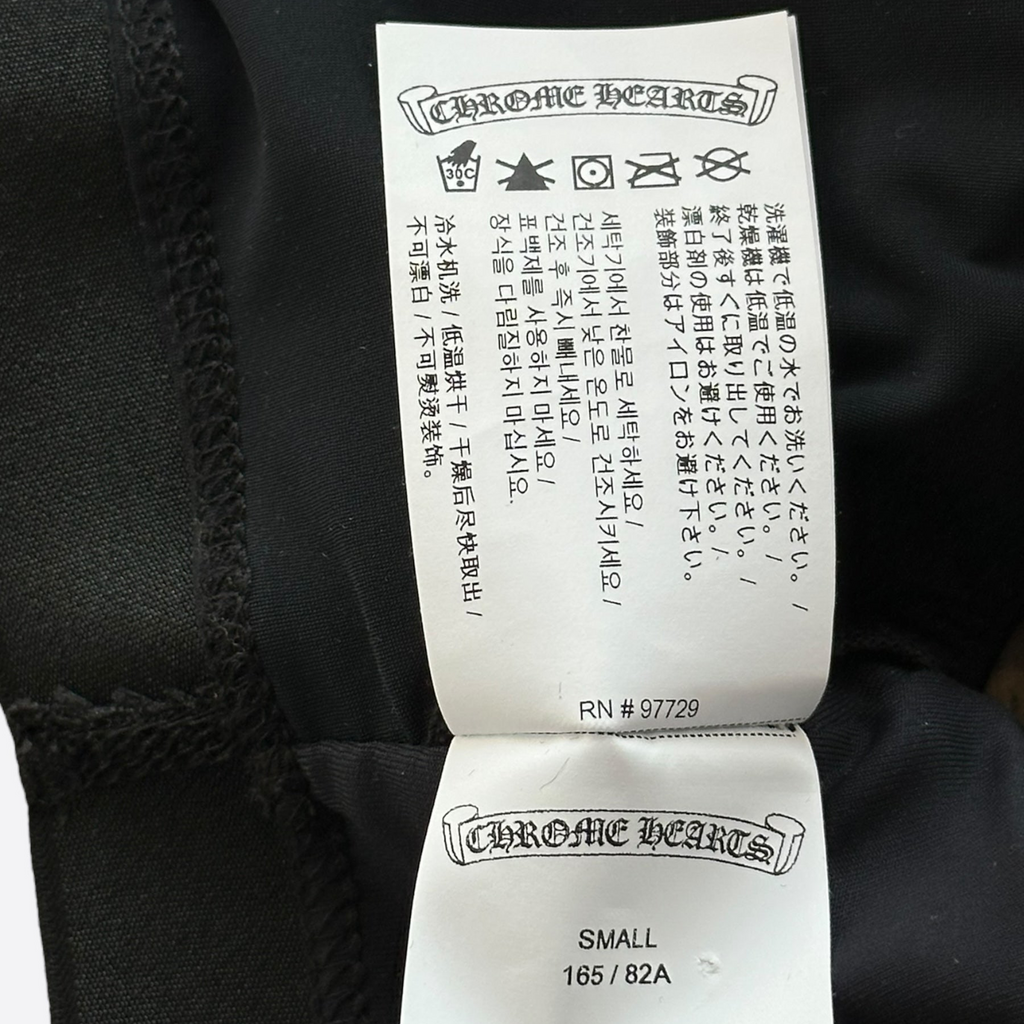 CHROME HEARTS
30C
洗濯機で低温の水でお洗いください。 /
乾燥機は低温でご使用ください。 /
終了後すぐに取り出してください。 /
漂白剤の使用はお避けください。/
装飾部分はアイロンをお避け下さい。
세탁기에서 찬물로 세탁하세요 /
건조기에서 낮은 온도로 건조시키세요 /
건조 후 즉시 빼내세요 /
표백제를 사용하지 마세요 /
장식을 다림질하지 마십시요.
冷水机洗 / 低温烘干 / 干燥后尽快取出 /
不可漂白 / 不可熨烫装饰。
RN # 97729
CHROME HEARTS
SMALL
165 / 82A